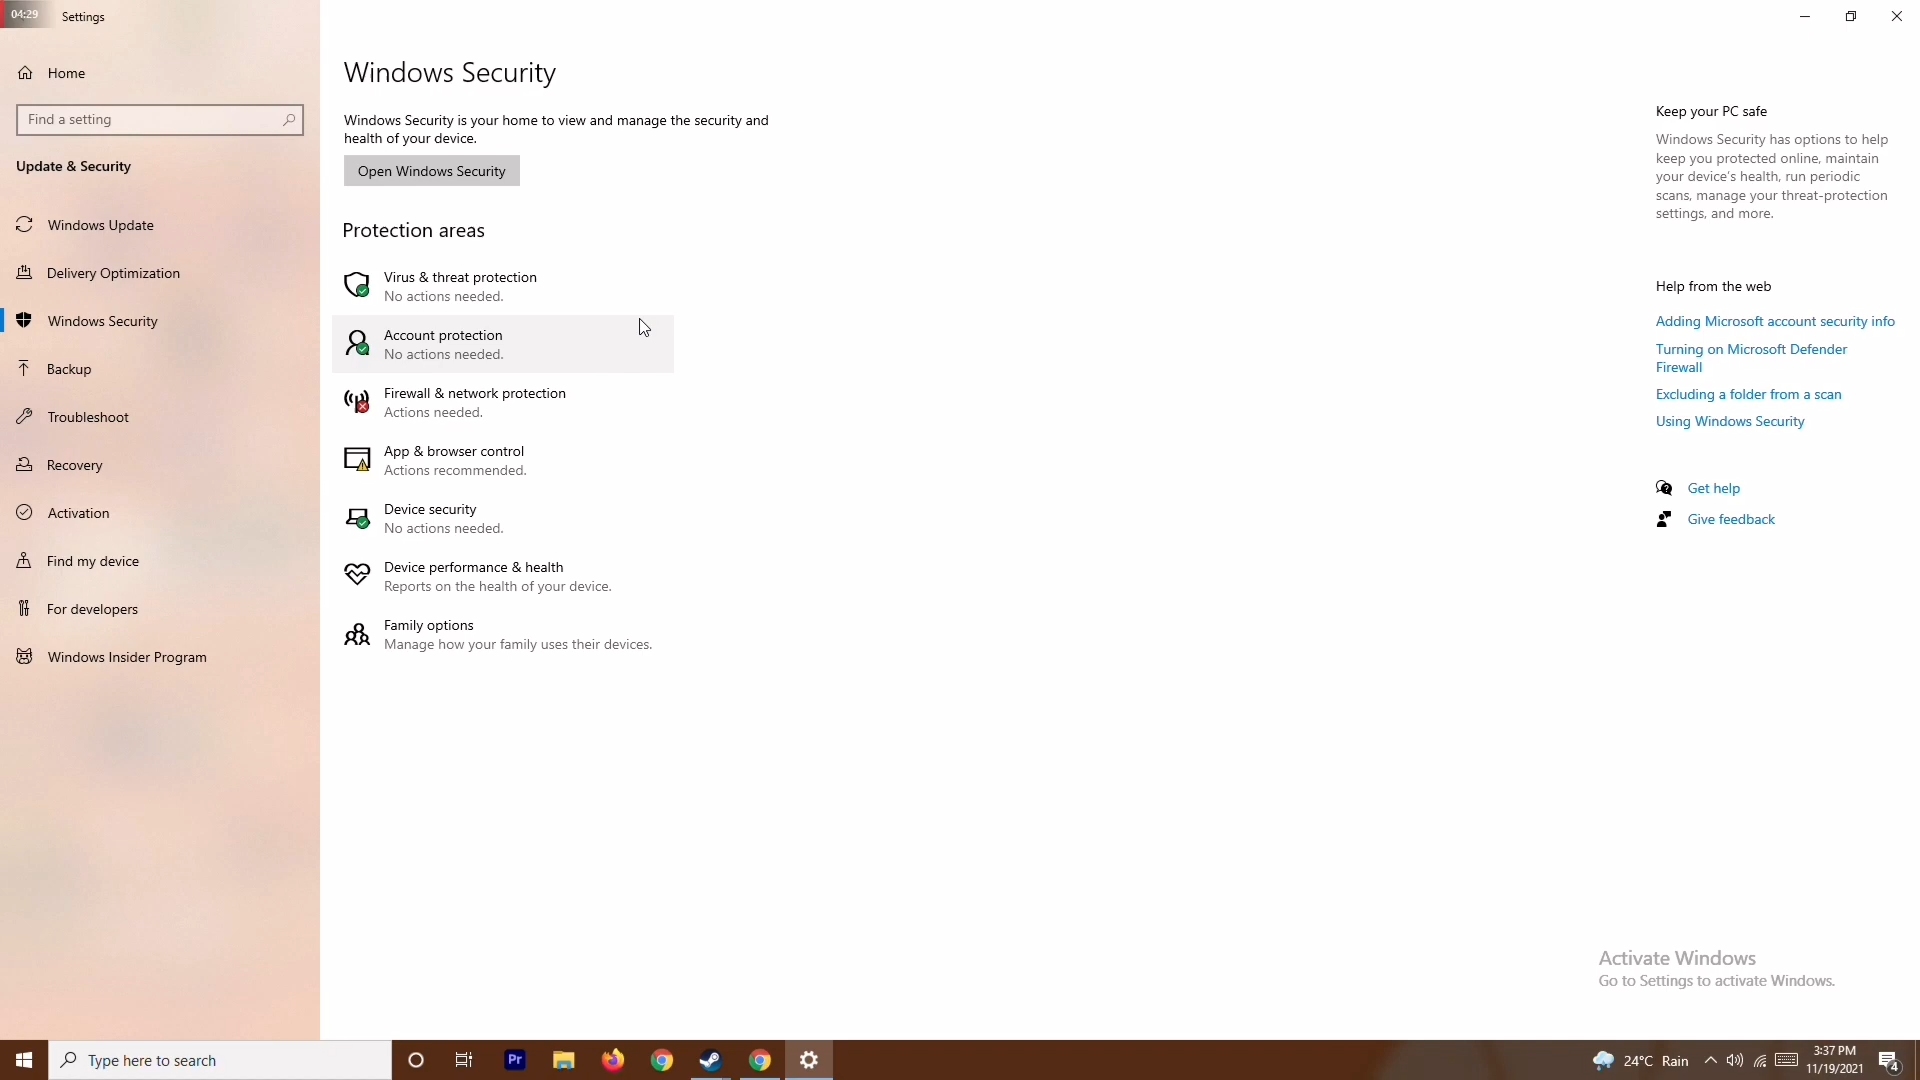 04:29
Settings
Home
Find a setting
Update & Security
Windows Update
Delivery Optimization
Windows Security
Backup
Troubleshoot
Recovery
Activation
Find my device
For developers
Windows Insider Program
Windows Security
Windows Security is your home to view and manage the security and
health of your device.
Open Windows Security
Protection areas
Virus & threat protection
No actions needed.
Account protection
No actions needed.
Firewall & network protection
Actions needed.
App & browser control
Actions recommended.
Device security
No actions needed.
Device performance & health
Reports on the health of your device.
Family options
Manage how your family uses their devices.
Keep your PC safe
Windows Security has options to help
keep you protected online, maintain
your device's health, run periodic
scans, manage your threat-protection
settings, and more.
Help from the web
Adding Microsoft account security info
Turning on Microsoft Defender
Firewall
Excluding a folder from a scan
Using Windows Security
Get help
Give feedback
Activate Windows
Go to Settings to activate Windows.
Type here to search
Pr
24°C Rain
3:37 PM
11/19/2021
4